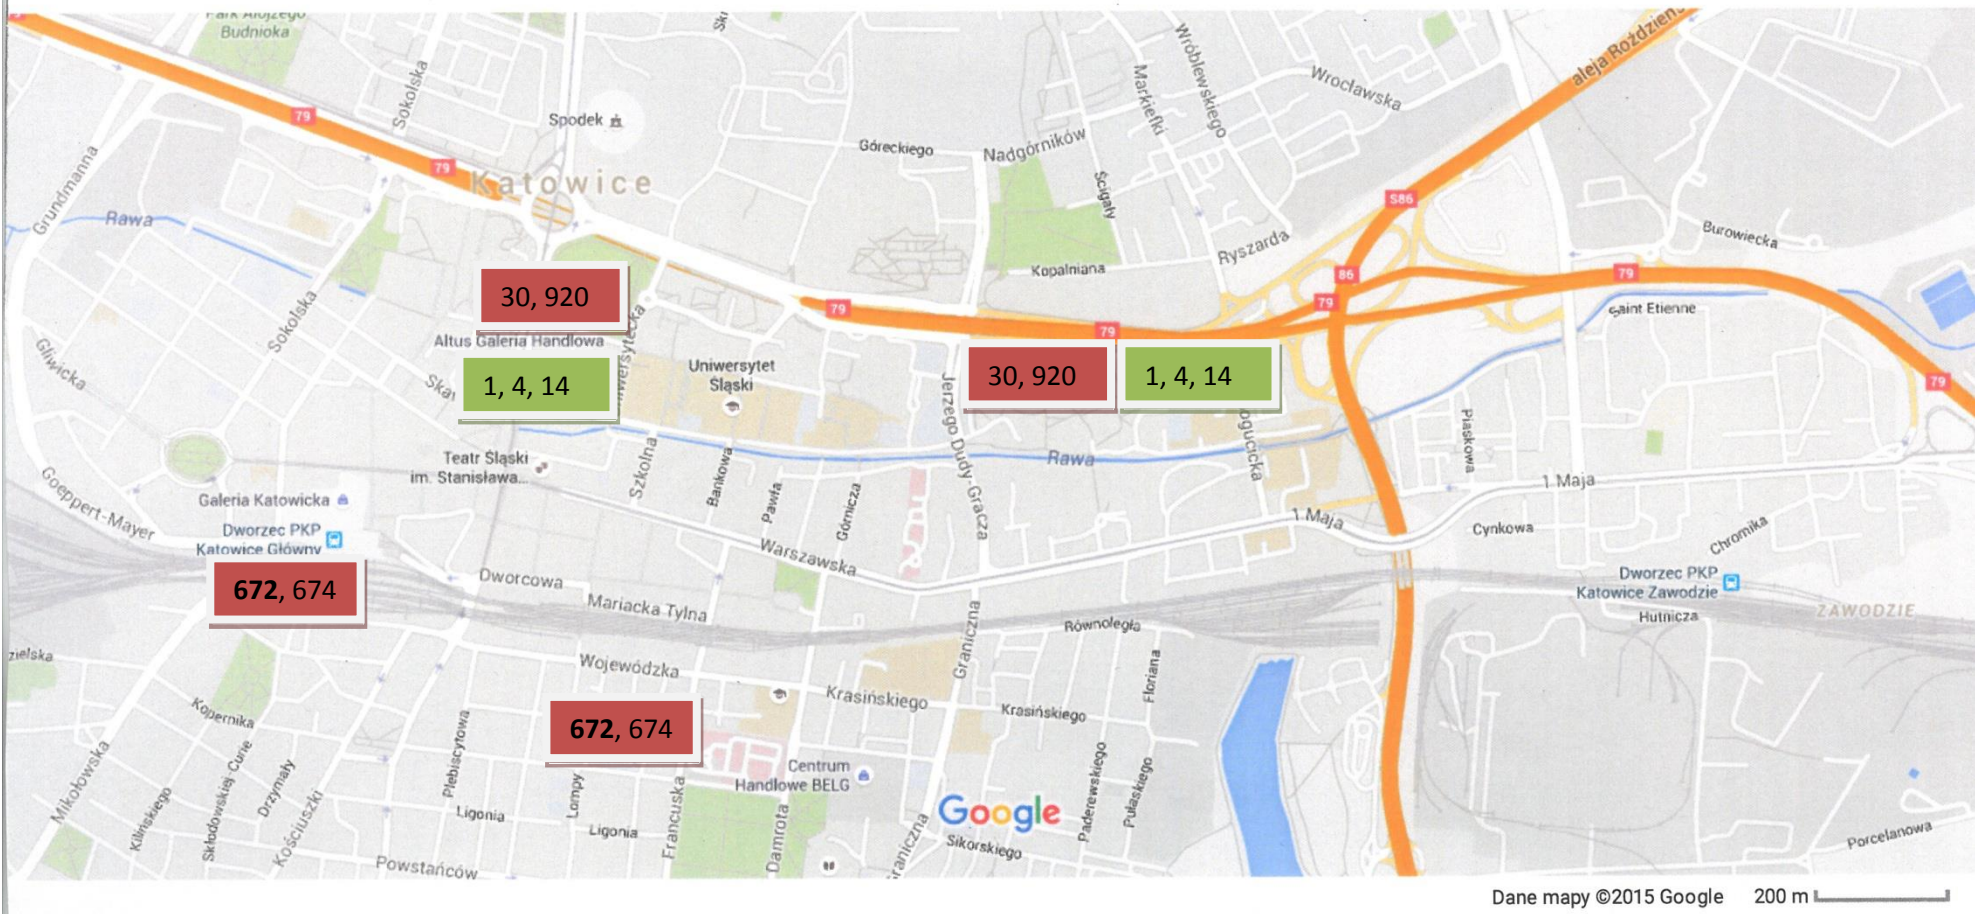 Park Alojzego
Budnioka
Sokolska
79
Spodek
Katowice
79
Góreckiego
Nadgórników
Markiefki
Wróblewskiego
Wrocławska
aleja
Grundmanna
Rawa
Ścigały
S86
Ryszarda
Kopalniana
86
Burowiecka
79
79
79
79
Saint Etienne
30, 920
Sokolska
Altus Galeria Handlowa
1, 4, 14
Uniwersytet
Śląski
30, 920
1, 4, 14
Gliwicka
Jerzego Dudy-Gracza
Piaskowa
79
Teatr Śląski
im. Stanisława...
Szkolna
Bankowa
Pawła
Górnicza
Rawa
1 Maja
Goeppert-Mayer
Galeria Katowicka
Dworzec PKP
Katowice Główny
1 Maja
Cynkowa
Chromika
Warszawska
672, 674
Dworcowa
Mariacka Tylna
Dworzec PKP
Katowice Zawodzie
ZAWODZIE
Hutnicza
Równoległa
Graniczna
Wojewódzka
Krasińskiego
Krasińskiego
Floriana
Kopernika
672, 674
Plebiscytowa
Mikołowska
Kilińskiego
Skłodowskiej-Curie
Drzymały
Kościuszki
Ligonia
Lompy
Ligonia
Francuska
Centrum
Handlowe BELG
Damrota
Google
Sikorskiego
Paderewskiego
Pułaskiego
Powstańców
Porcelanowa
Dane mapy ©2015 Google 200 m